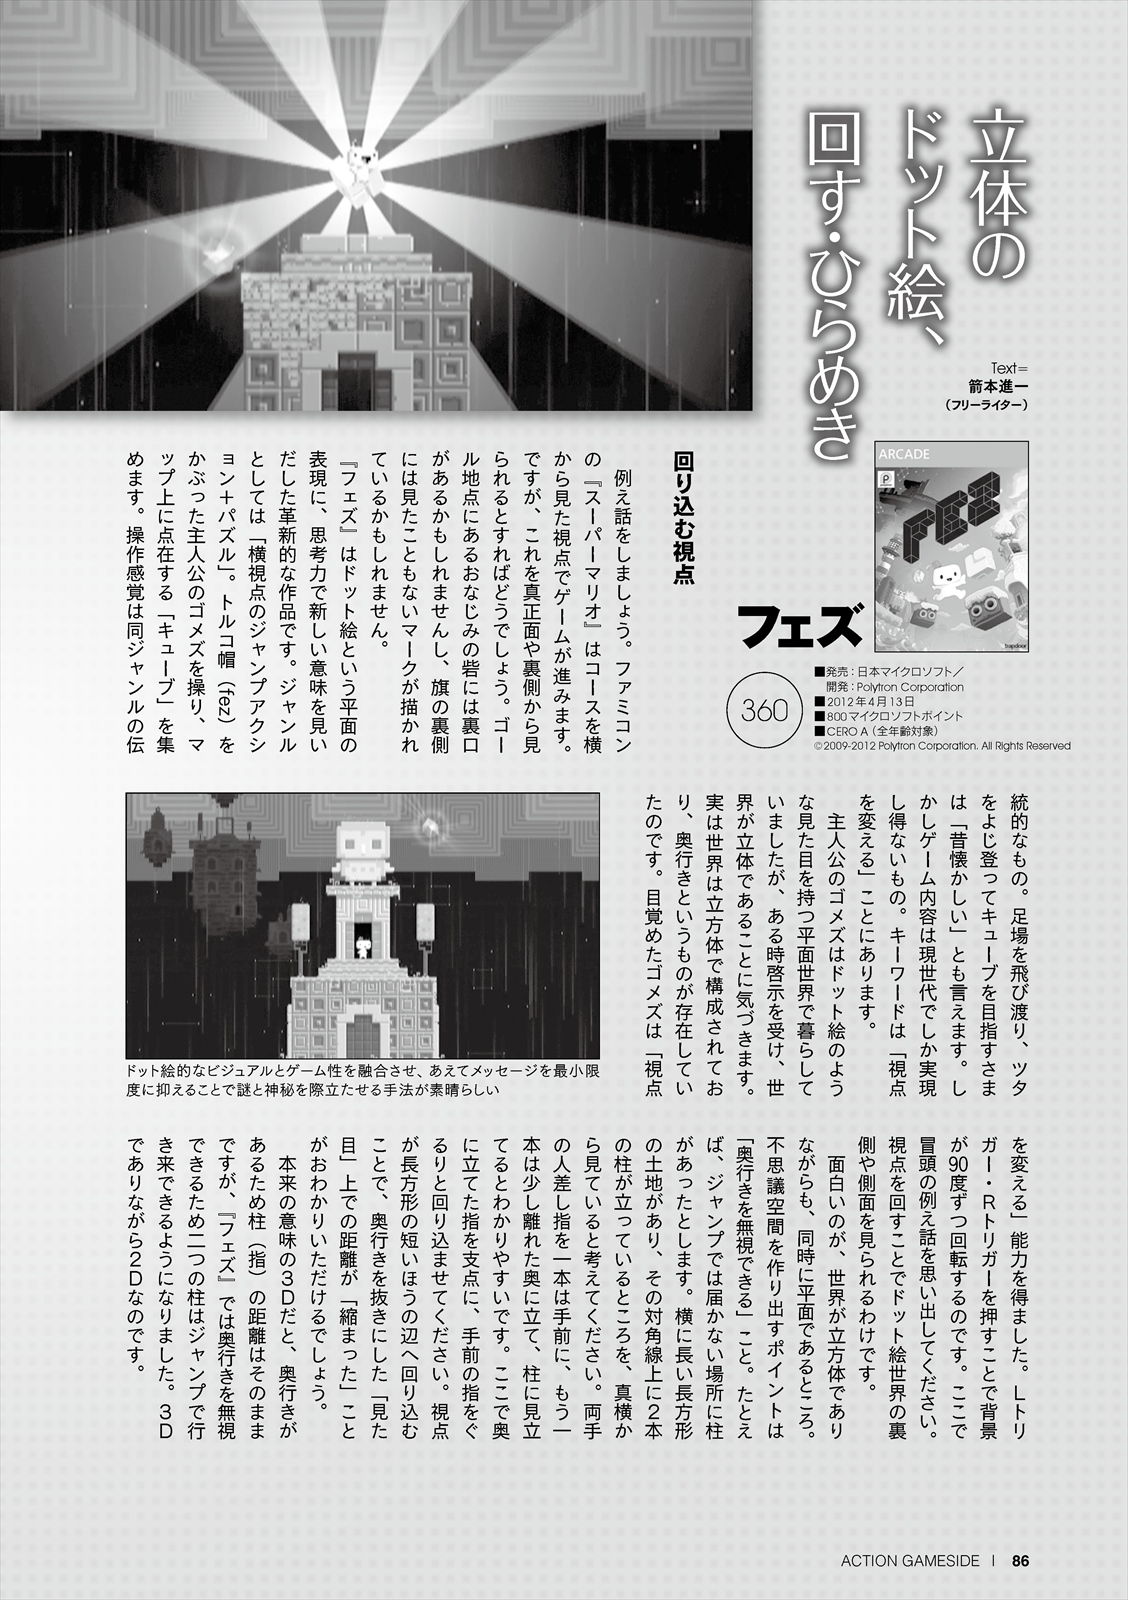 立体の
ドット絵、
回す・ひらめき
Text=
箭本進一
（フリーライター）
ARCADE
FEZ
trapdoor
フェズ
360
■発売：日本マイクロソフト／
開発：Polytron Corporation
■2012年4月13日
■800マイクロソフトポイント
■CERO A（全年齢対象）
©2009-2012 Polytron Corporation. All Rights Reserved
回り込む視点
例え話をしましょう。ファミコン
の『スーパーマリオ』はコースを横
から見た視点でゲームが進みます。
ですが、これを真正面や裏側から見
られるとすればどうでしょう。ゴー
ル地点にあるおなじみの砦には裏口
があるかもしれませんし、旗の裏側
には見たこともないマークが描かれ
ているかもしれません。
『フェズ』はドット絵という平面の
表現に、思考力で新しい意味を見い
だした革新的な作品です。ジャンル
としては「横視点のジャンプアクシ
ョン＋パズル」。トルコ帽（fez）を
かぶった主人公のゴメズを操り、マ
ップ上に点在する「キューブ」を集
めます。操作感覚は同ジャンルの伝
統的なもの。足場を飛び渡り、ツタ
をよじ登ってキューブを目指すさま
は「昔懐かしい」とも言えます。し
かしゲーム内容は現世代でしか実現
し得ないもの。キーワードは「視点
を変える」ことにあります。
主人公のゴメズはドット絵のよう
な見た目を持つ平面世界で暮らして
いましたが、ある時啓示を受け、世
界が立体であることに気づきます。
実は世界は立方体で構成されてお
り、奥行きというものが存在してい
たのです。目覚めたゴメズは「視点
ドット絵的なビジュアルとゲーム性を融合させ、あえてメッセージを最小限
度に抑えることで謎と神秘を際立たせる手法が素晴らしい
を変える」能力を得ました。Lトリ
ガー・Rトリガーを押すことで背景
が90度ずつ回転するのです。ここで
冒頭の例え話を思い出してください。
視点を回すことでドット絵世界の裏
側や側面を見られるわけです。
面白いのが、世界が立方体であり
ながらも、同時に平面であるところ。
不思議空間を作り出すポイントは
「奥行きを無視できる」こと。たとえ
ば、ジャンプでは届かない場所に柱
があったとします。横に長い長方形
の土地があり、その対角線上に2本
の柱が立っているところを、真横か
ら見ていると考えてください。両手
の人差し指を一本は手前に、もう一
本は少し離れた奥に立て、柱に見立
てるとわかりやすいです。ここで奥
に立てた指を支点に、手前の指をぐ
るりと回り込ませてください。視点
が長方形の短いほうの辺へ回り込む
ことで、奥行きを抜きにした「見た
目」上での距離が「縮まった」こと
がおわかりいただけるでしょう。
本来の意味の3Dだと、奥行きが
あるため柱（指）の距離はそのまま
ですが、『フェズ』では奥行きを無視
できるため二つの柱はジャンプで行
き来できるようになりました。3D
でありながら2Dなのです。
ACTION GAMESIDE | 86